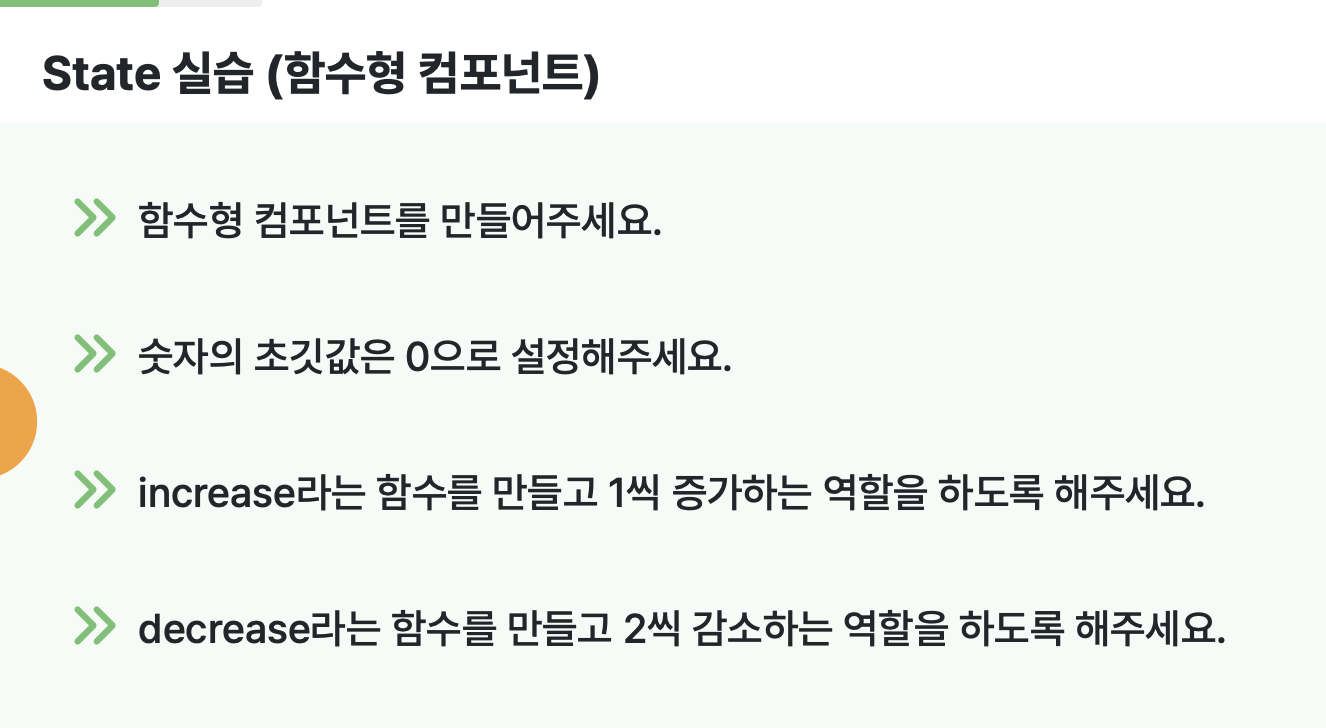 State 실습 (함수형 컴포넌트)
함수형 컴포넌트를 만들어주세요.
숫자의 초깃값은 0으로 설정해주세요.
increase라는 함수를 만들고 1씩 증가하는 역할을 하도록 해주세요.
decrease라는 함수를 만들고 2씩 감소하는 역할을 하도록 해주세요.